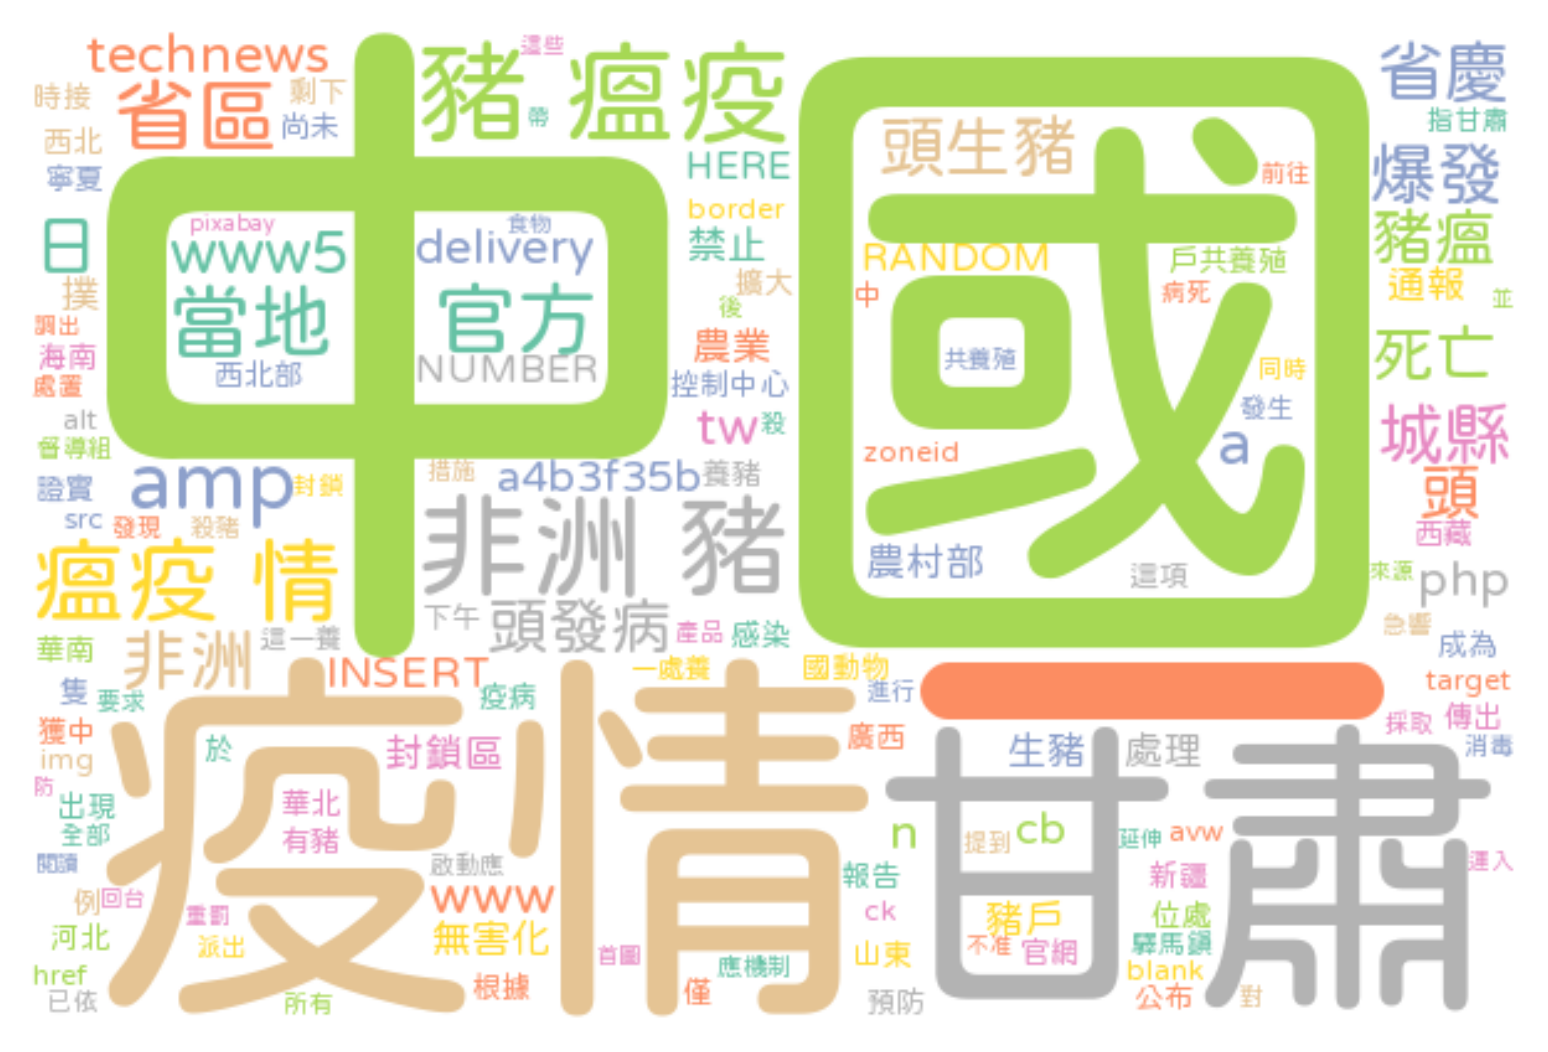 technews
這些
時接
省區
剩下
豬 瘟疫
省慶
西北
尚未
帶
頭生豬
指甘肅
寧夏
HERE
前往
爆發
中國
日
pixabay
食物
border
www5
delivery
禁止
RANDOM
戶共養殖
豬瘟
撲
擴大
中
病死
通報
並
調出
當地
官方
後
海南
西北部
NUMBER
農業
共養殖
同時
死亡
處置
控制中心
發生
alt
tw
殺
a
城縣
督導組
zoneid
證實
amp
封鎖
措施
a4b3f35b
養豬
頭
src
發現
殺豬
西藏
瘟疫 情
非洲 豬
農村部
這項
來源
php
下午
頭發病
產品
感染
急響
華南
非洲
這一養
成為
INSERT
一處養
國動物
一
target
隻
要求
疫病
進行
採取
傳出
獲中
疫情
於
封鎖區
廣西
甘肅
生豬
處理
消毒
img
防
出現
華北
n
提到
cb
延伸
avw
全部
有豬
閱讀
啟動應
報告
新疆
運入
例
回台
www
ck
豬戶
位處
重罰
河北
派出
無害化
首圖
山東
不准
官網
驛馬鎮
href
應機制
blank
已依
所有
根據
僅
預防
公布
對